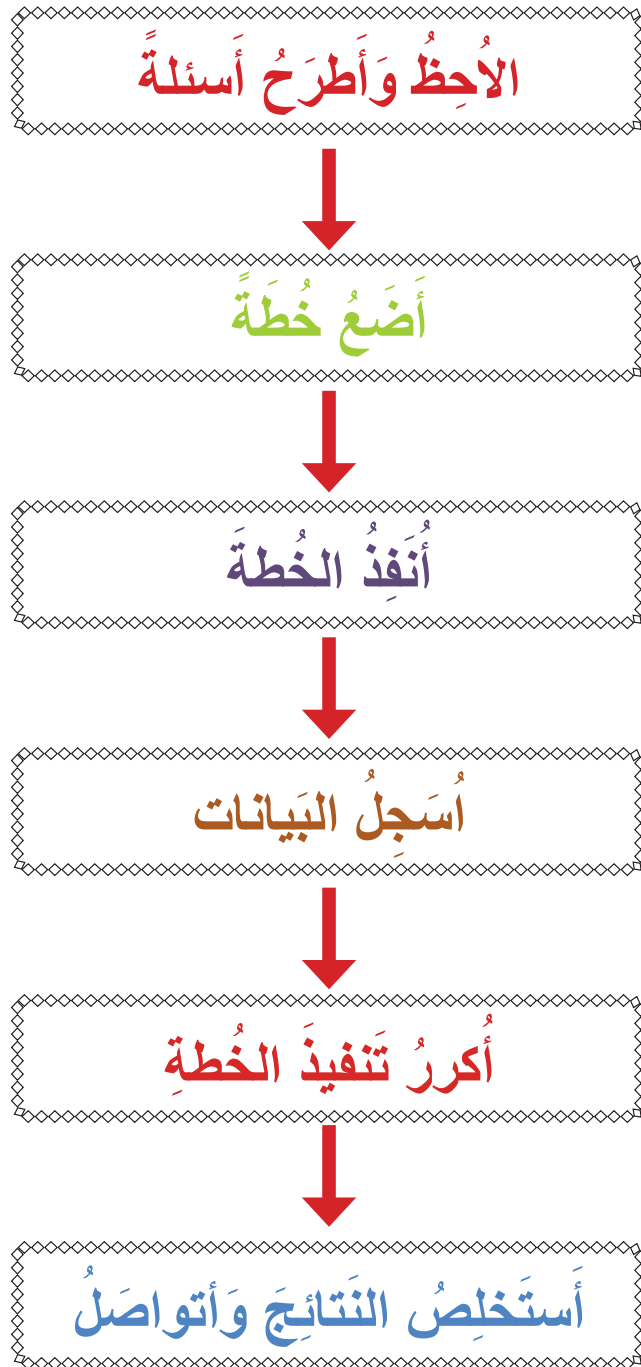 الاُحِظُ وَأَطرَحُ أَسئلةً
أَضَعُ خُطَةً
أُنَفِذُ الخُطةَ
اُسَجِلُ البَيانات
أُكررُ تَنفيذَ الخُطةِ
أَستَخلِصُ النَتائِجَ وَأتواصَلُ